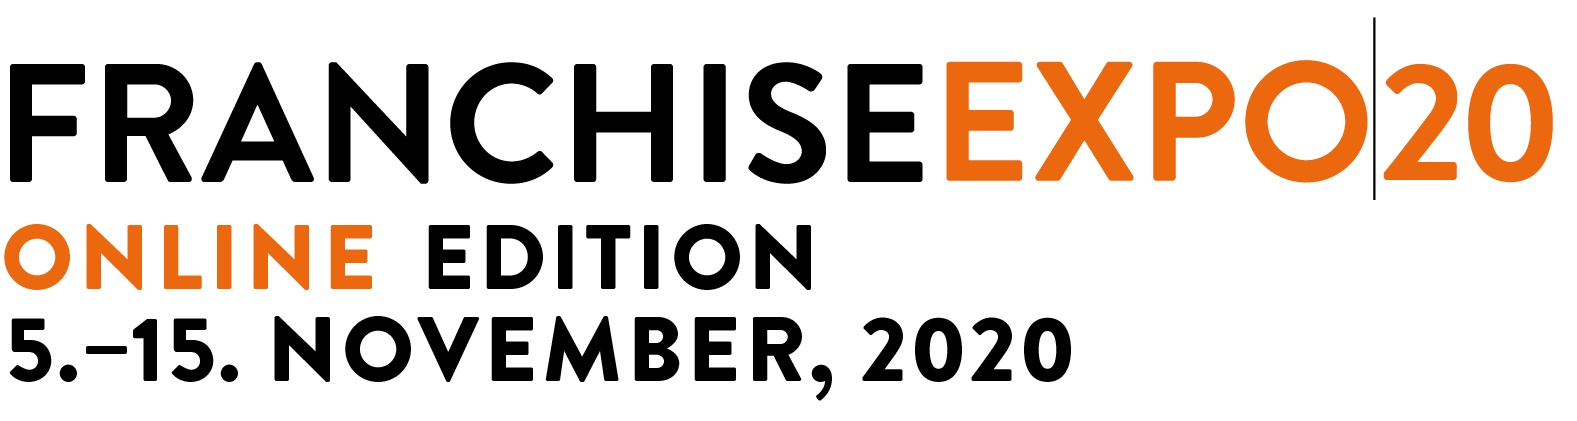 FRANCHISEEXPO|20
ONLINE EDITION
5.–15. NOVEMBER, 2020